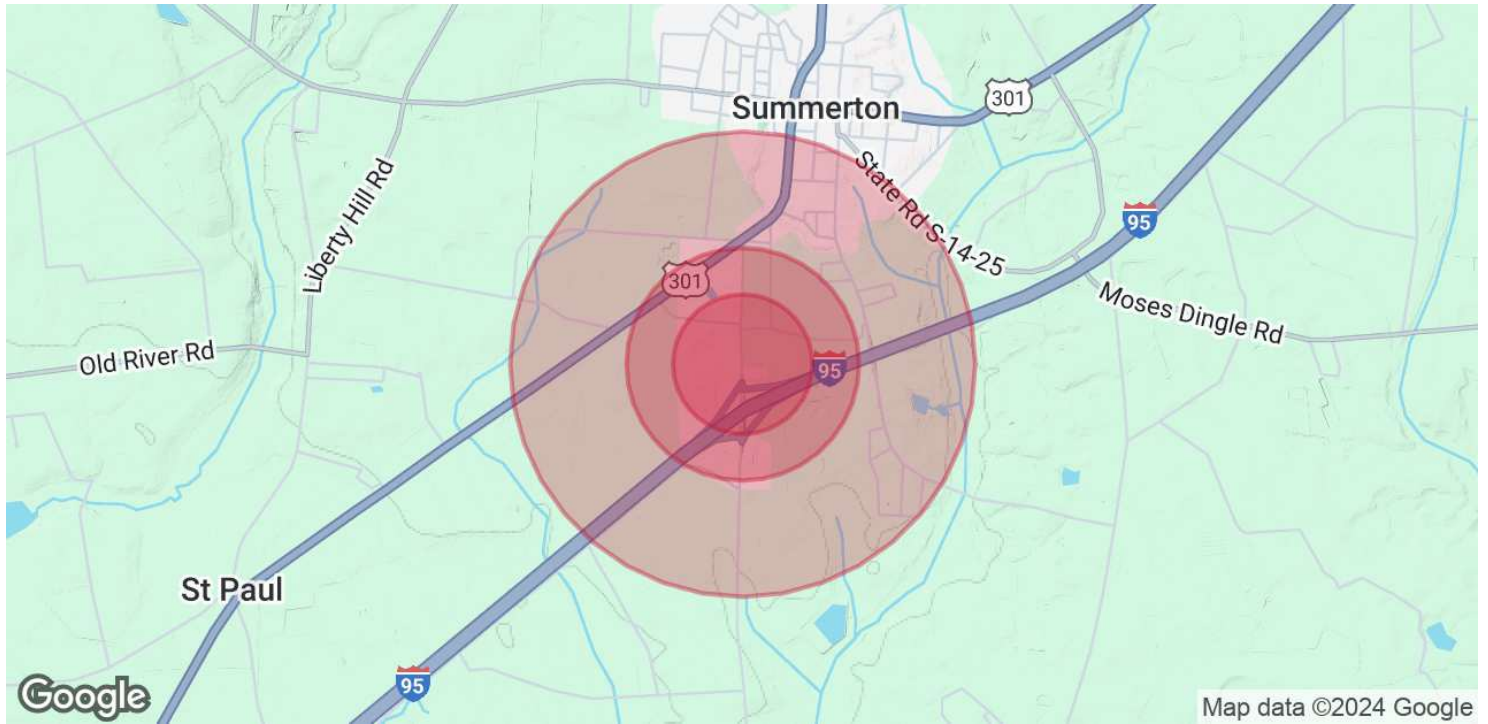 Summerton
301
Liberty Hill Rd
State Rd S-14-25
95
301
Moses Dingle Rd
Old River Rd
95
St Paul
95
Google
Map data ©2024 Google